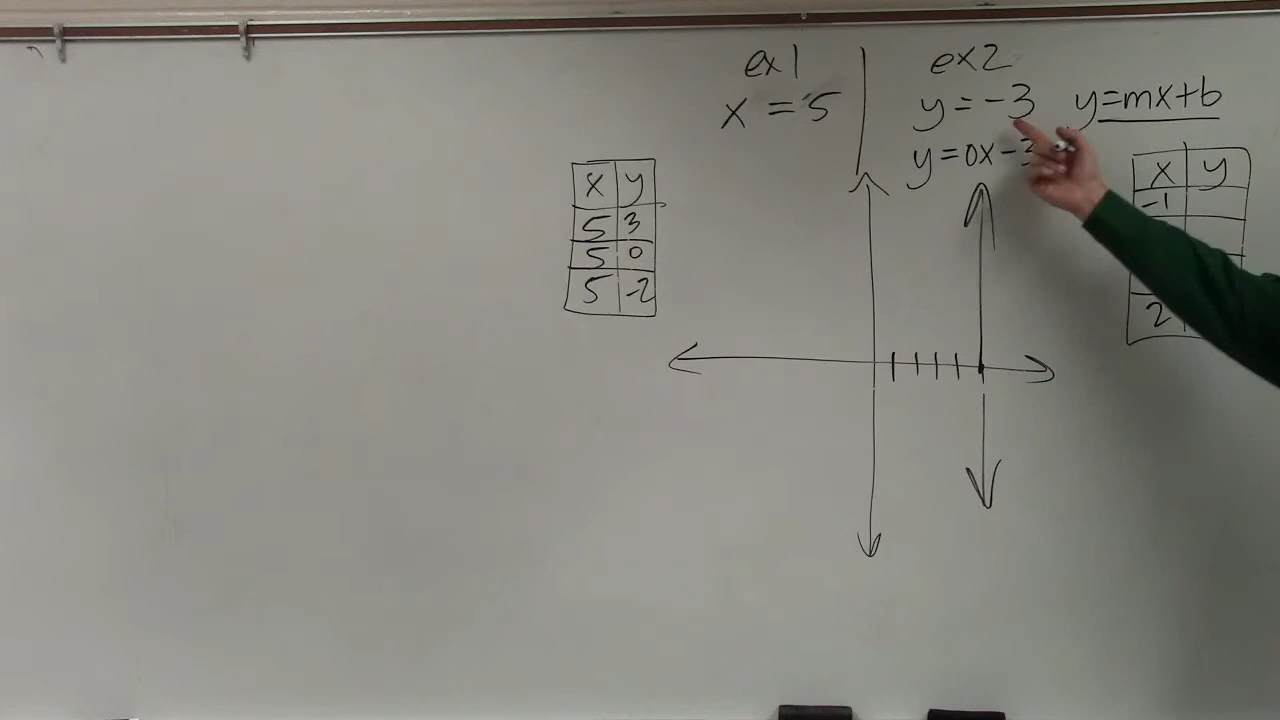 ex1
x = 5
ex2
y = -3
y = mx + b
y = 0x - 3
x y
5 3
5 0
5 -2
x y
-1
2